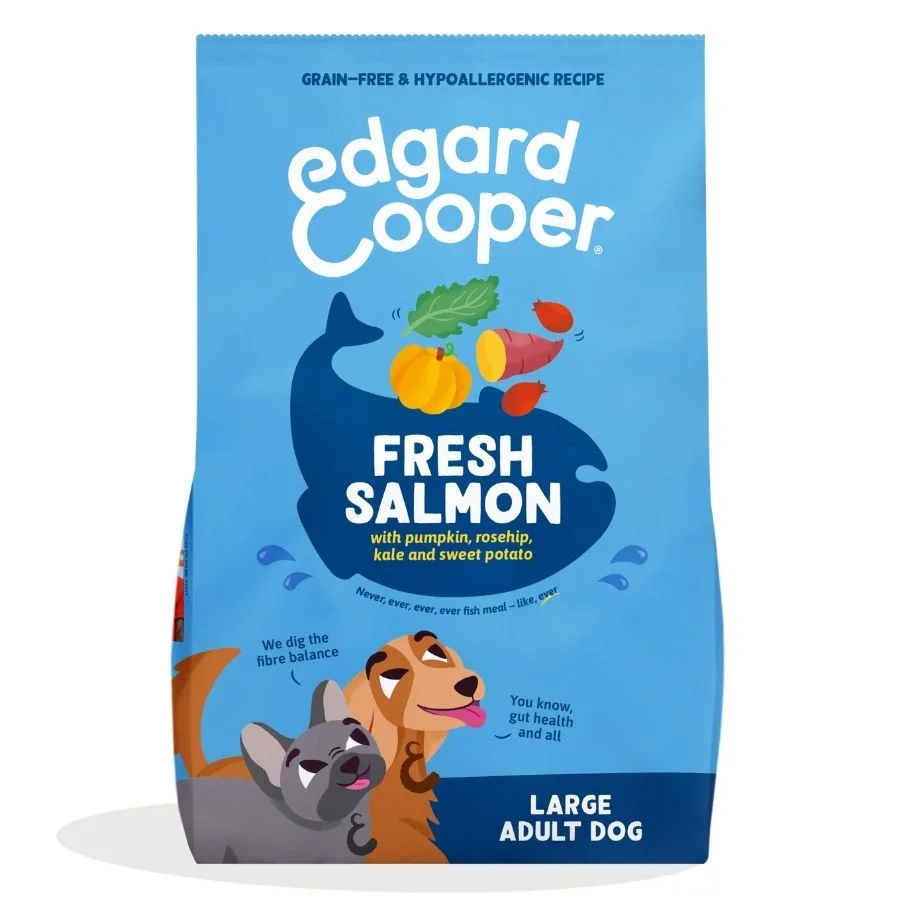 GRAIN-FREE & HYPOALLERGENIC RECIPE
Edgard
Cooper®
FRESH
SALMON
with pumpkin, rosehip,
kale and sweet potato
Never, ever, ever, ever fish meal – like, ever
We dig the
fibre balance
You know,
gut health
and all
LARGE
ADULT DOG